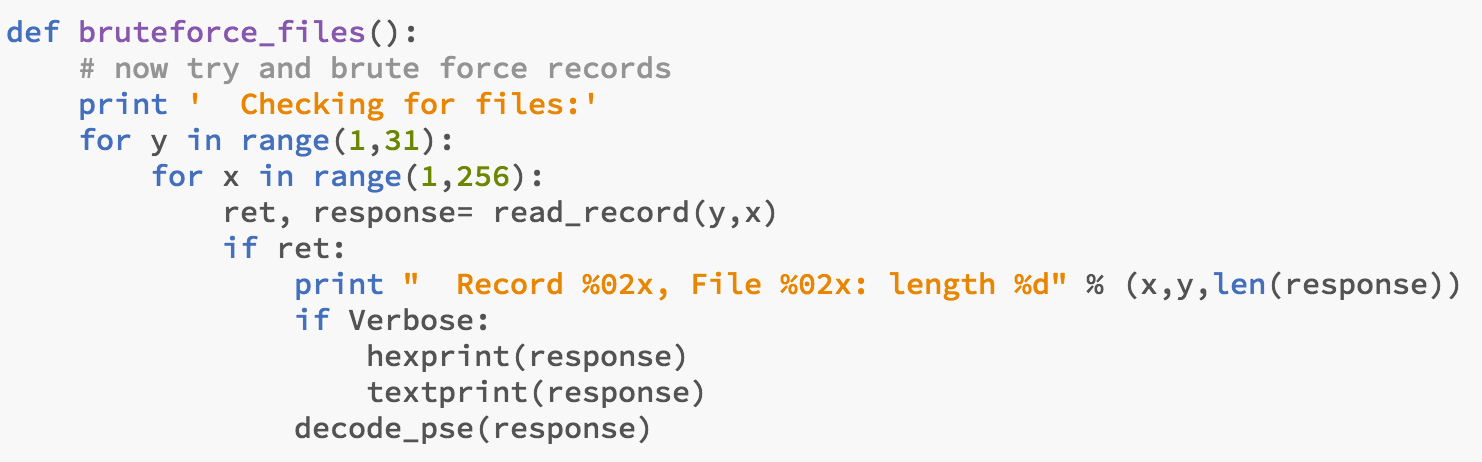 def bruteforce_files():
    # now try and brute force records
    print '  Checking for files:'
    for y in range(1,31):
        for x in range(1,256):
            ret, response= read_record(y,x)
            if ret:
                print "  Record %02x, File %02x: length %d" % (x,y,len(response))
                if Verbose:
                    hexprint(response)
                    textprint(response)
                decode_pse(response)